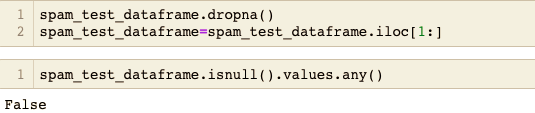 1 spam_test_dataframe.dropna()
2 spam_test_dataframe=spam_test_dataframe.iloc[1:]
1 spam_test_dataframe.isnull().values.any()
False